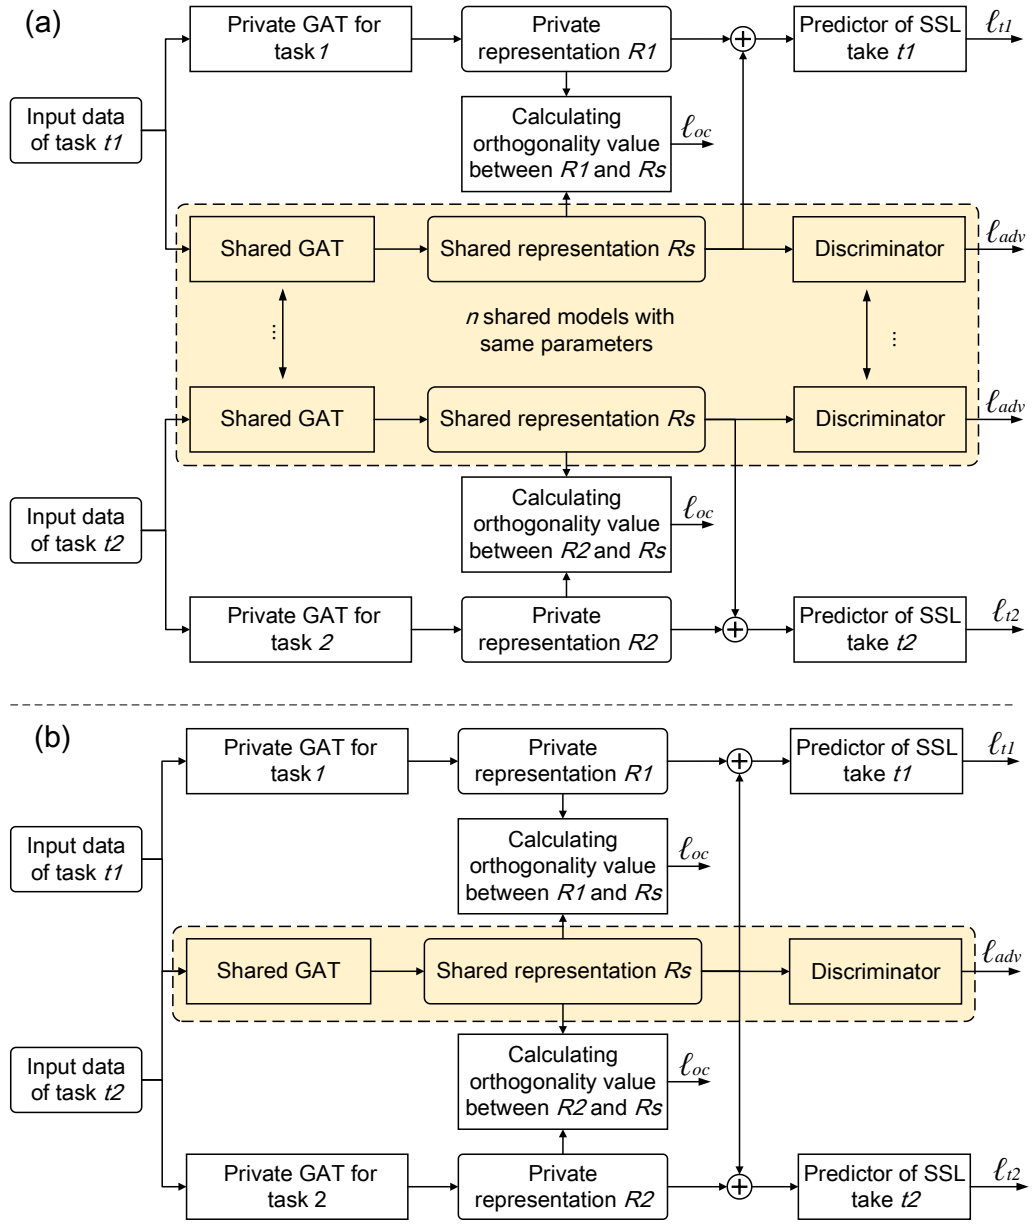 (a)
Private GAT for
task1
Private
representation R1
Predictor of SSL
take t1
ℓt1
Input data
of task t1
Calculating
orthogonality value
between R1 and Rs
ℓoc
Shared GAT
Shared representation Rs
Discriminator
ℓadv
...
n shared models with
same parameters
...
Shared GAT
Shared representation Rs
Discriminator
ℓadv
Input data
of task t2
Calculating
orthogonality value
between R2 and Rs
ℓoc
Private GAT for
task 2
Private
representation R2
Predictor of SSL
take t2
ℓt2
(b)
Private GAT for
task1
Private
representation R1
Predictor of SSL
take t1
ℓt1
Input data
of task t1
Calculating
orthogonality value
between R1 and Rs
ℓoc
Shared GAT
Shared representation Rs
Discriminator
ℓadv
Input data
of task t2
Calculating
orthogonality value
between R2 and Rs
ℓoc
Private GAT for
task 2
Private
representation R2
Predictor of SSL
take t2
ℓt2